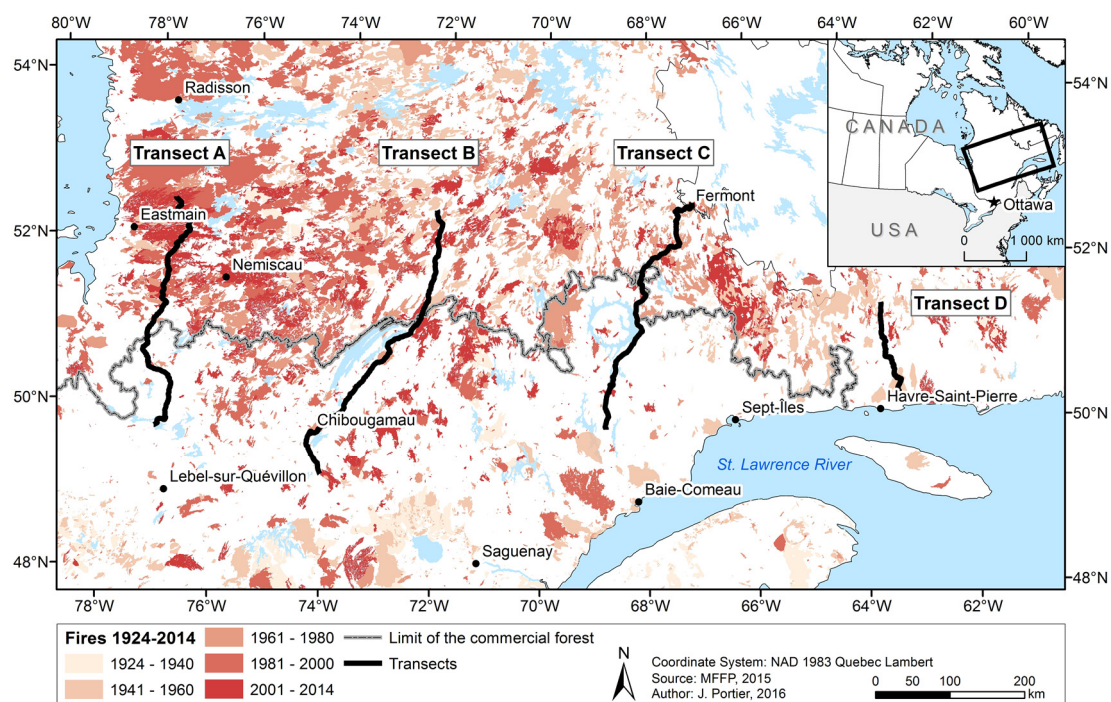 80°W 78°W 76°W 74°W 72°W 70°W 68°W 66°W 64°W 62°W 60°W
54°N
54°N
Radisson
CANADA
Transect A
Transect B
Transect C
Fermont
Ottawa
Eastmain
USA
0 1 000 km
52°N
52°N
Nemiscau
Transect D
50°N
50°N
Havre-Saint-Pierre
Sept-Îles
Chibougamau
St. Lawrence River
Lebel-sur-Quévillon
Baie-Comeau
Saguenay
48°N
48°N
78°W 76°W 74°W 72°W 70°W 68°W 66°W 64°W 62°W
Fires 1924-2014
1924 - 1940
1941 - 1960
1961 - 1980
1981 - 2000
2001 - 2014
Limit of the commercial forest
Transects
N
Coordinate System: NAD 1983 Quebec Lambert
Source: MFFP, 2015
Author: J. Portier, 2016
0 50 100 200
km